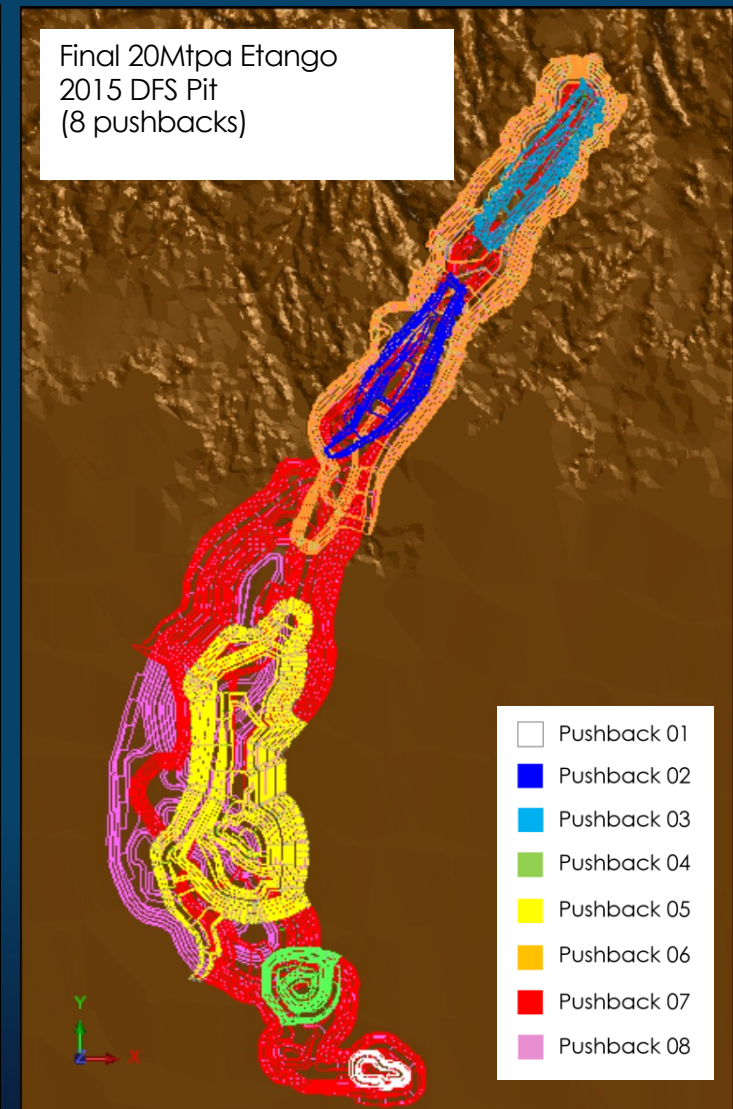 Final 20Mtpa Etango
2015 DFS Pit
(8 pushbacks)
Pushback 01
Pushback 02
Pushback 03
Pushback 04
Pushback 05
Pushback 06
Pushback 07
Pushback 08
Y
Z X